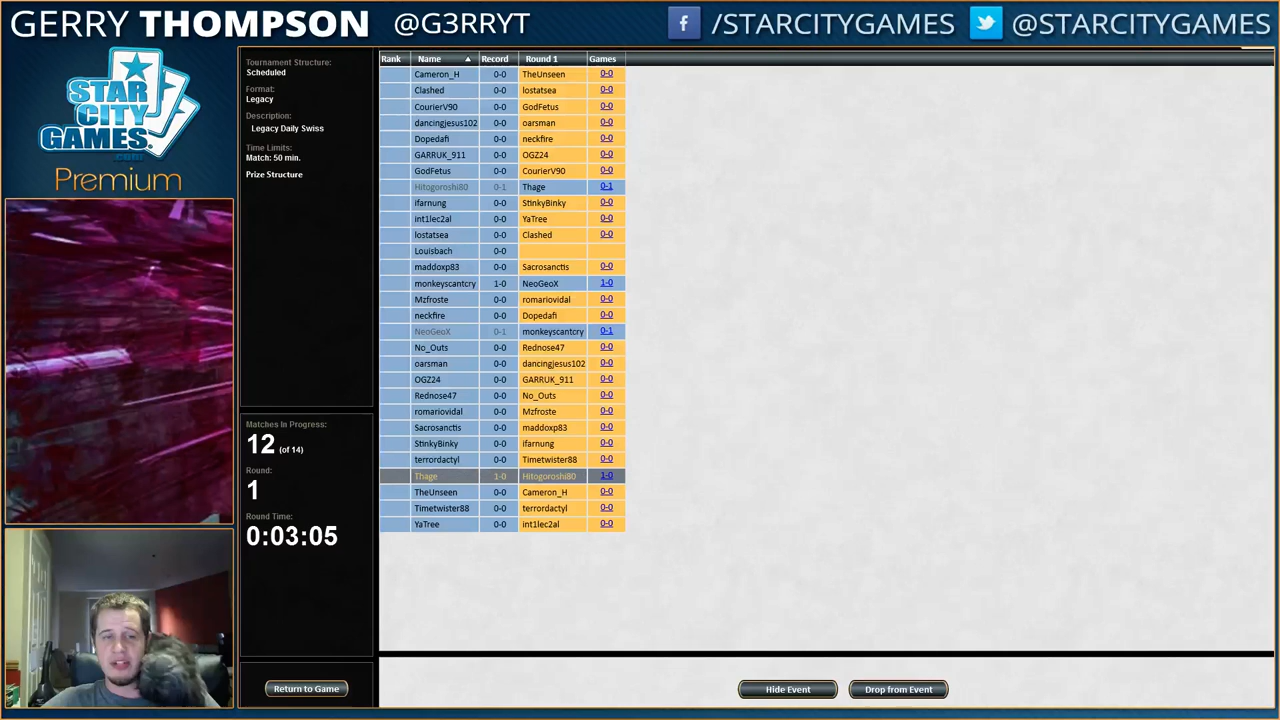 GERRY THOMPSON @G3RRYT f /STARCITYGAMES @STARCITYGAMES
STAR
CITY
GAMES
.COM
Premium
Tournament Structure:
Scheduled
Format:
Legacy
Description:
Legacy Daily Swiss
Time Limits:
Match: 50 min.
Prize Structure
Matches In Progress:
12 (of 14)
Round:
1
Round Time:
0:03:05
Return to Game
Rank Name Record Round 1 Games
Cameron_H 0-0 TheUnseen 0-0
Clashed 0-0 lostatsea 0-0
CourierV90 0-0 GodFetus 0-0
dancingjesus102 0-0 oarsman 0-0
Dopedafi 0-0 neckfire 0-0
GARRUK_911 0-0 OGZ24 0-0
GodFetus 0-0 CourierV90 0-0
Hitogoroshi80 0-1 Thage 0-1
ifarnung 0-0 StinkyBinky 0-0
int1lec2al 0-0 YaTree 0-0
lostatsea 0-0 Clashed 0-0
Louisbach 0-0
maddoxp83 0-0 Sacrosanctis 0-0
monkeyscantcry 1-0 NeoGeoX 1-0
Mzfroste 0-0 romariovidal 0-0
neckfire 0-0 Dopedafi 0-0
NeoGeoX 0-1 monkeyscantcry 0-1
No_Outs 0-0 Rednose47 0-0
oarsman 0-0 dancingjesus102 0-0
OGZ24 0-0 GARRUK_911 0-0
Rednose47 0-0 No_Outs 0-0
romariovidal 0-0 Mzfroste 0-0
Sacrosanctis 0-0 maddoxp83 0-0
StinkyBinky 0-0 ifarnung 0-0
terrordactyl 0-0 Timetwister88 0-0
Thage 1-0 Hitogoroshi80 1-0
TheUnseen 0-0 Cameron_H 0-0
Timetwister88 0-0 terrordactyl 0-0
YaTree 0-0 int1lec2al 0-0
Hide Event Drop from Event